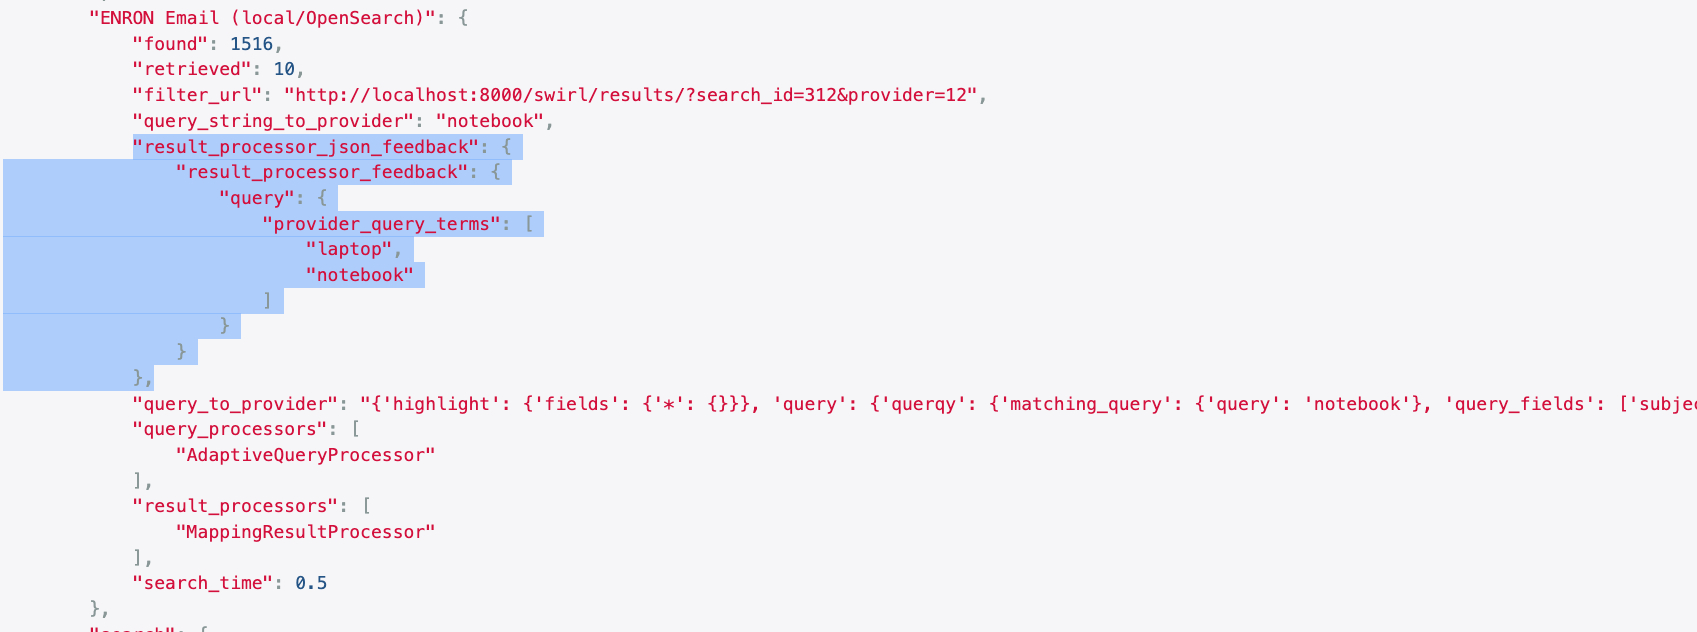 "ENRON Email (local/OpenSearch)": {
"found": 1516,
"retrieved": 10,
"filter_url": "http://localhost:8000/swirl/results/?search_id=312&provider=12",
"query_string_to_provider": "notebook",
"result_processor_json_feedback": {
"result_processor_feedback": {
"query": {
"provider_query_terms": [
"laptop",
"notebook"
]
}
}
},
"query_to_provider": "{'highlight': {'fields': {'*': {}}}, 'query': {'querqy': {'matching_query': {'query': 'notebook'}, 'query_fields': ['subjec
"query_processors": [
"AdaptiveQueryProcessor"
],
"result_processors": [
"MappingResultProcessor"
],
"search_time": 0.5
},